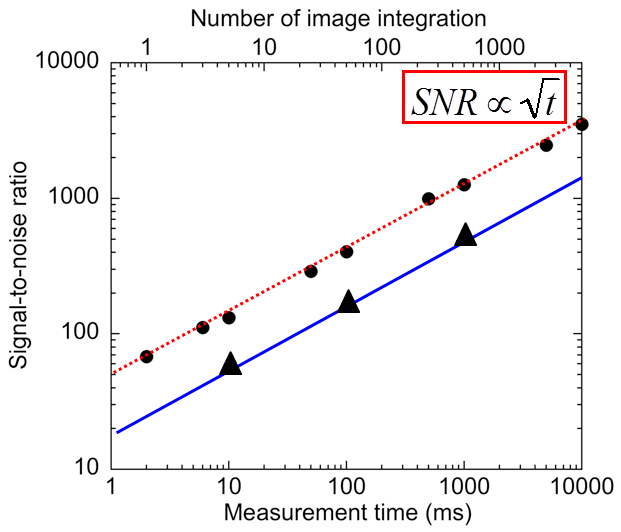 Number of image integration
1 10 100 1000
10000
SNR ∝ √t
1000
Signal-to-noise ratio
100
10
1 10 100 1000 10000
Measurement time (ms)